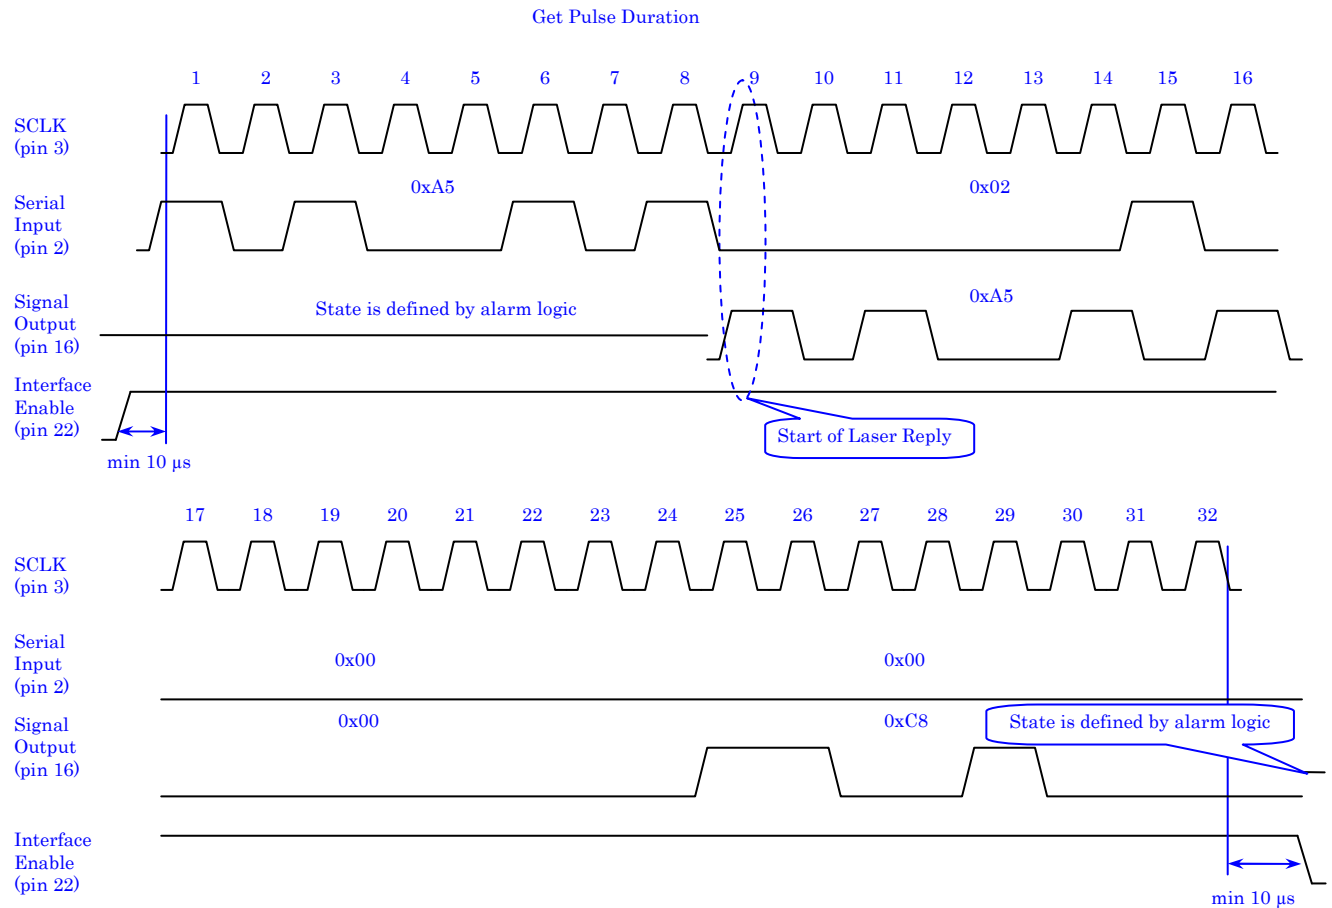 Get Pulse Duration
1 2 3 4 5 6 7 8 9 10 11 12 13 14 15 16
SCLK
(pin 3)
0xA5 0x02
Serial
Input
(pin 2)
0xA5
State is defined by alarm logic
Signal
Output
(pin 16)
Interface
Enable
(pin 22)
Start of Laser Reply
min 10 µs
17 18 19 20 21 22 23 24 25 26 27 28 29 30 31 32
SCLK
(pin 3)
Serial
Input
(pin 2)
0x00 0x00
Signal
Output
(pin 16)
0x00 0xC8
State is defined by alarm logic
Interface
Enable
(pin 22)
min 10 µs